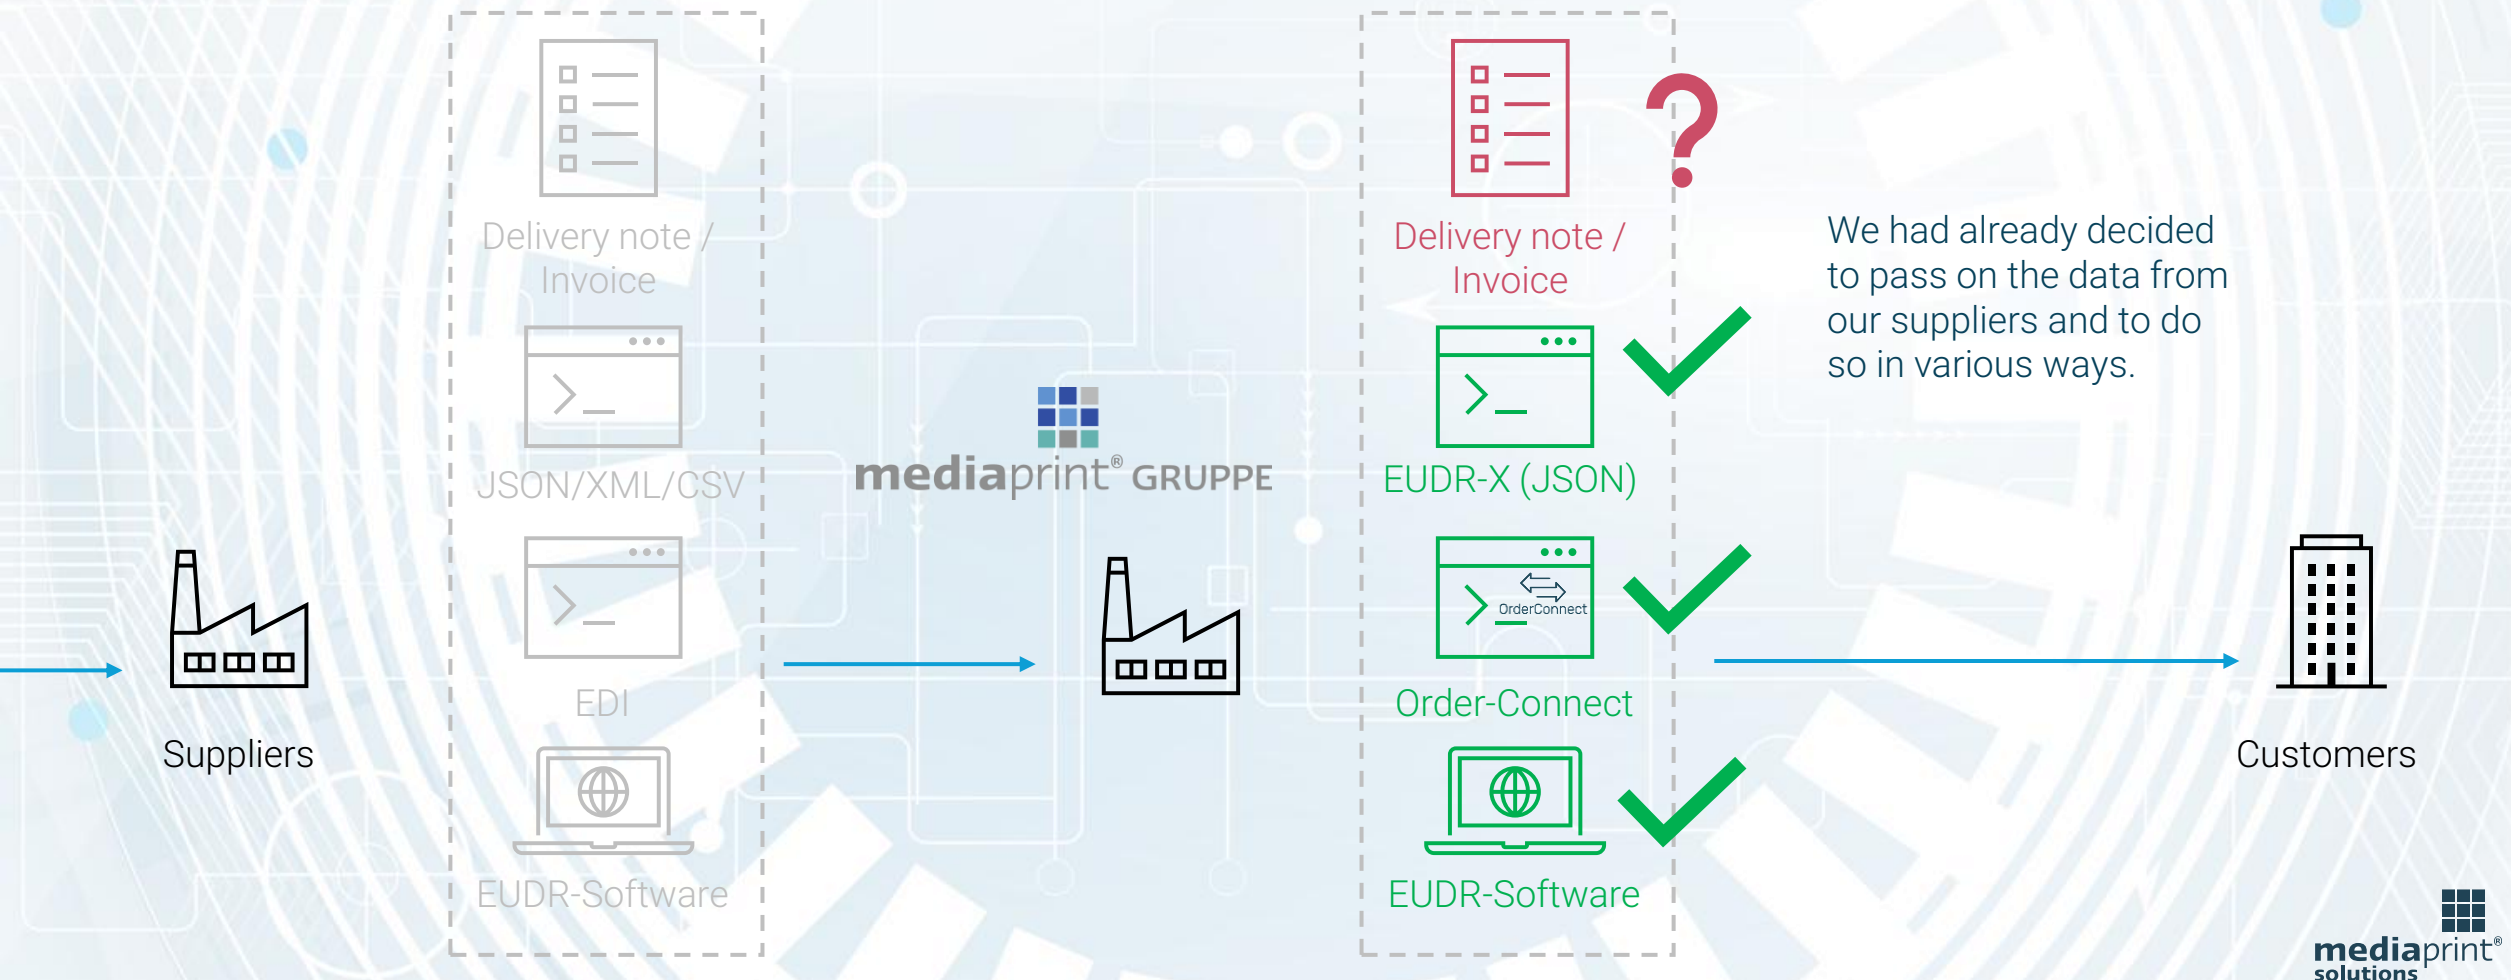 Delivery note /
Invoice
JSON/XML/CSV
EDI
EUDR-Software
Suppliers
mediaprint® GRUPPE
Delivery note /
Invoice
?
EUDR-X (JSON)
OrderConnect
Order-Connect
EUDR-Software
We had already decided
to pass on the data from
our suppliers and to do
so in various ways.
Customers
mediaprint®
solutions